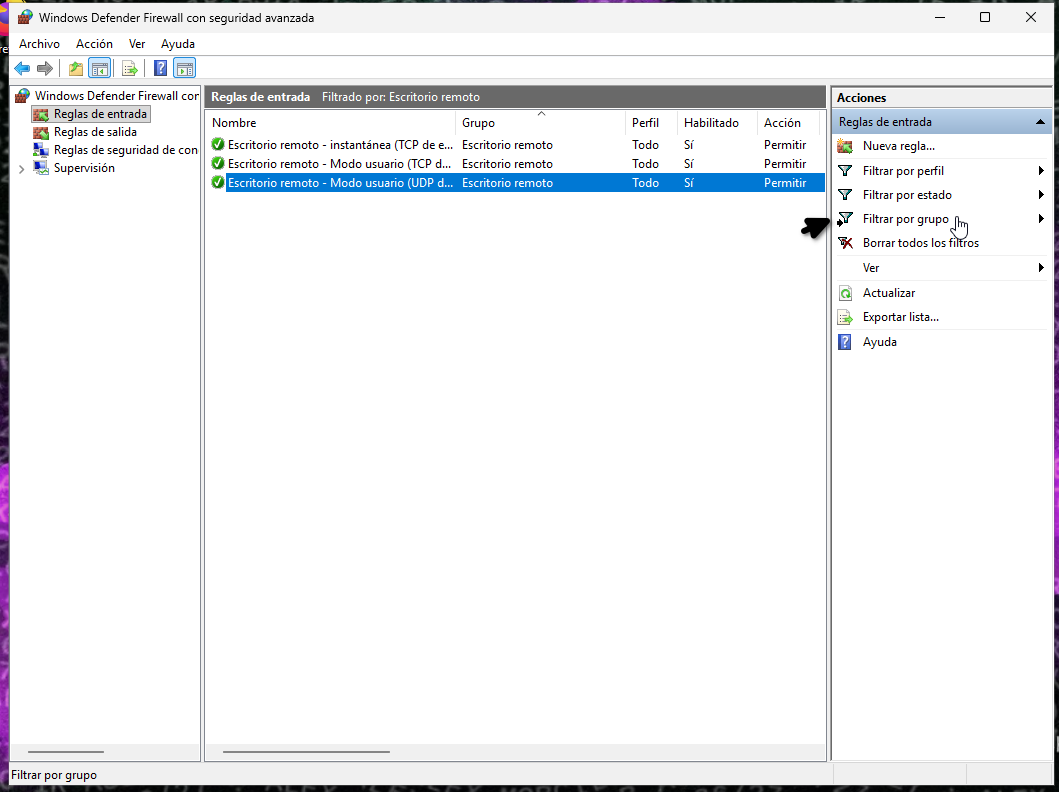 Windows Defender Firewall con seguridad avanzada
Archivo Acción Ver Ayuda
Windows Defender Firewall con
Reglas de entrada
Reglas de salida
Reglas de seguridad de con
Supervisión
Reglas de entrada Filtrado por: Escritorio remoto
Nombre Grupo Perfil Habilitado Acción
Escritorio remoto - instantánea (TCP de e... Escritorio remoto Todo Sí Permitir
Escritorio remoto - Modo usuario (TCP d... Escritorio remoto Todo Sí Permitir
Escritorio remoto - Modo usuario (UDP d... Escritorio remoto Todo Sí Permitir
Acciones
Reglas de entrada
Nueva regla...
Filtrar por perfil
Filtrar por estado
Filtrar por grupo
Borrar todos los filtros
Ver
Actualizar
Exportar lista...
Ayuda
Filtrar por grupo